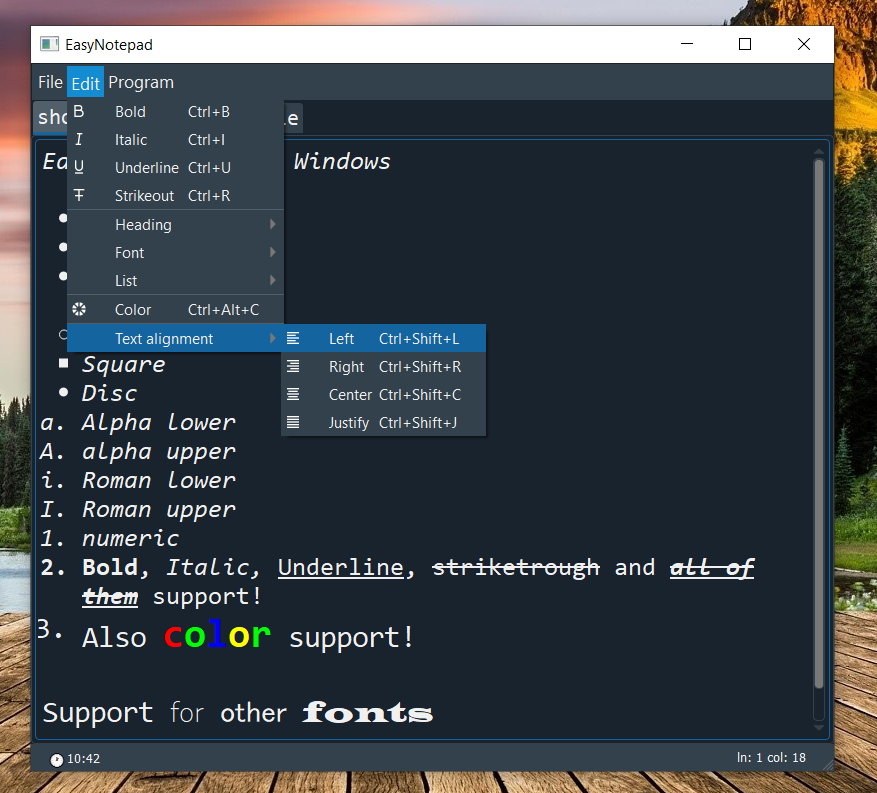 EasyNotepad
File Edit Program
Bold Ctrl+B
Italic Ctrl+I
Underline Ctrl+U
Strikeout Ctrl+R
Heading
Font
List
Color Ctrl+Alt+C
Text alignment
Left Ctrl+Shift+L
Right Ctrl+Shift+R
Center Ctrl+Shift+C
Justify Ctrl+Shift+J
Windows
Square
Disc
a. Alpha lower
A. alpha upper
i. Roman lower
I. Roman upper
1. numeric
2. Bold, Italic, Underline, striketrough and all of
them support!
3. Also color support!
Support for other fonts
10:42
ln: 1 col: 18